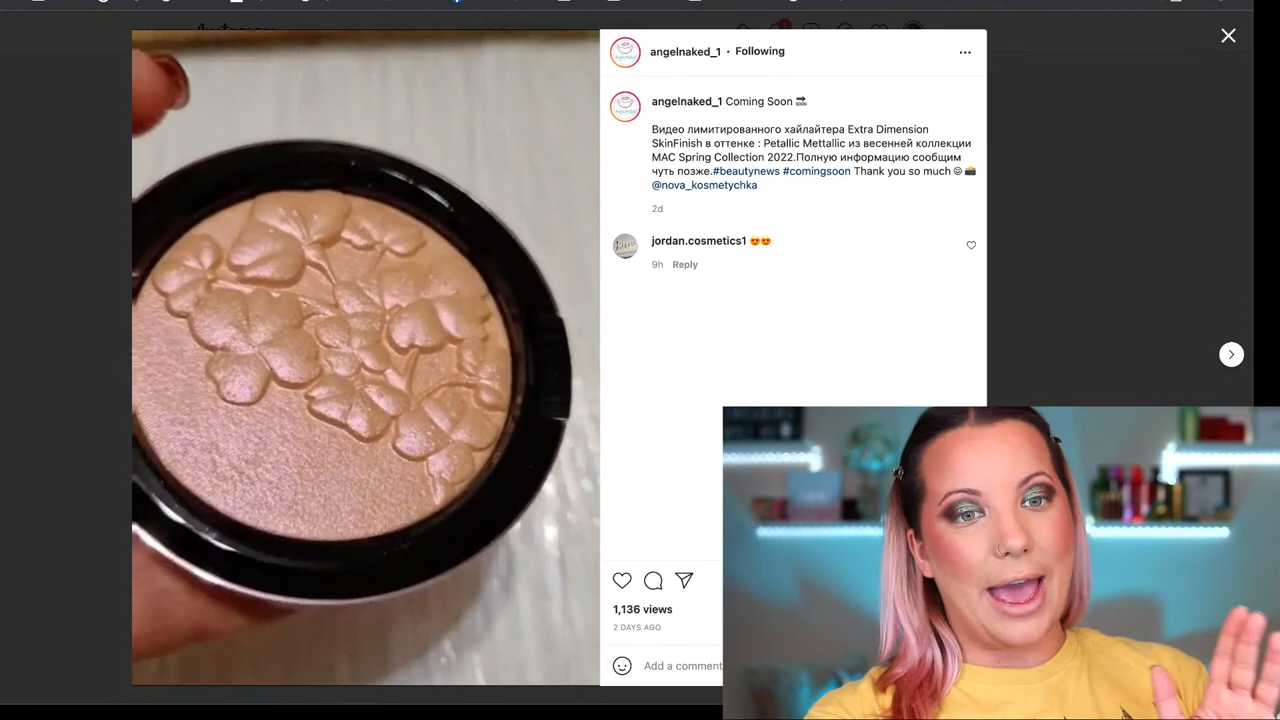 angelnaked_1 • Following
angelnaked_1 Coming Soon 🔜
Видео лимитированного хайлайтера Extra Dimension
SkinFinish в оттенке : Petallic Mettallic из весенней коллекции
MAC Spring Collection 2022.Полную информацию сообщим
чуть позже.#beautynews #comingsoon Thank you so much ☺ 📸
@nova_kosmetychka
2d
jordan.cosmetics1 😍😍
9h Reply
1,136 views
2 DAYS AGO
Add a comment